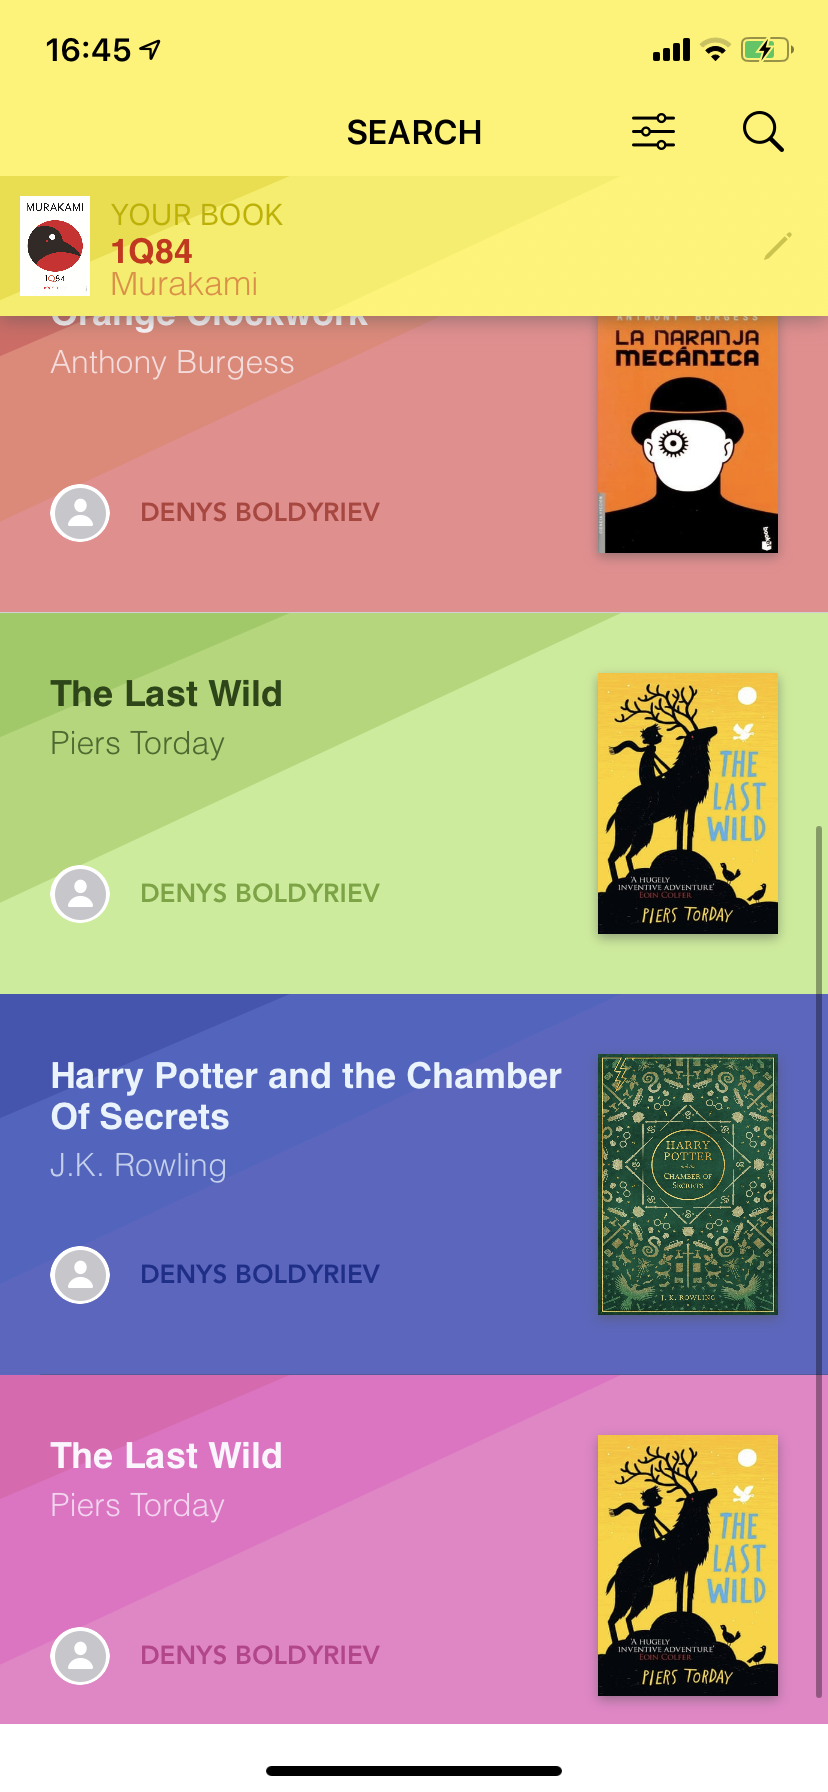 16:45
SEARCH
MURAKAMI
1Q84
YOUR BOOK
1Q84
Murakami
Orange Clockwork
Anthony Burgess
DENYS BOLDYRIEV
ANTHONY BURGESS
LA NARANJA
MECÁNICA
The Last Wild
Piers Torday
DENYS BOLDYRIEV
THE
LAST
WILD
'A HUGELY
INVENTIVE ADVENTURE'
EOIN COLFER
PIERS TORDAY
Harry Potter and the Chamber
Of Secrets
J.K. Rowling
DENYS BOLDYRIEV
HARRY
POTTER
CHAMBER OF
SECRETS
J. K. ROWLING
The Last Wild
Piers Torday
DENYS BOLDYRIEV
THE
LAST
WILD
'A HUGELY
INVENTIVE ADVENTURE'
EOIN COLFER
PIERS TORDAY